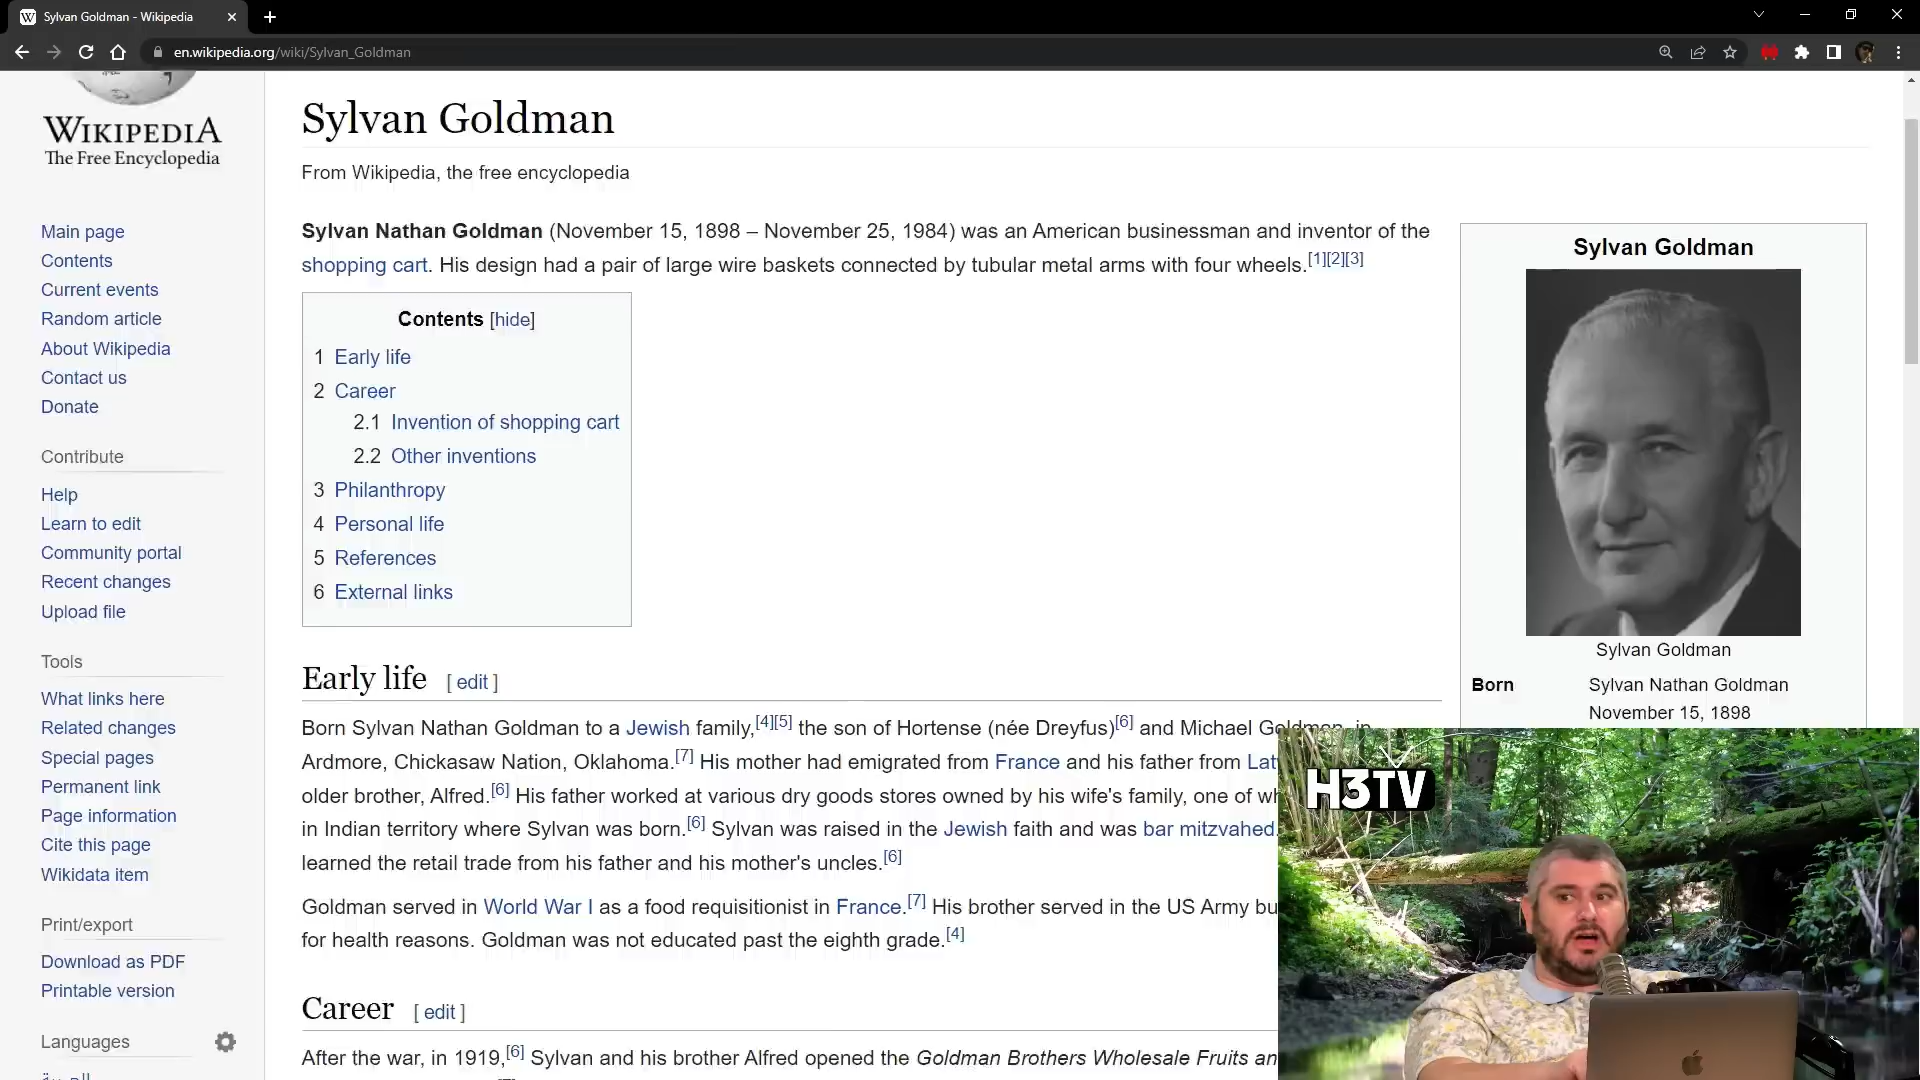 Sylvan Goldman - Wikipedia
en.wikipedia.org/wiki/Sylvan_Goldman
WIKIPEDIA
The Free Encyclopedia
Main page
Contents
Current events
Random article
About Wikipedia
Contact us
Donate
Contribute
Help
Learn to edit
Community portal
Recent changes
Upload file
Tools
What links here
Related changes
Special pages
Permanent link
Page information
Cite this page
Wikidata item
Print/export
Download as PDF
Printable version
Languages
Sylvan Goldman
From Wikipedia, the free encyclopedia
Sylvan Nathan Goldman (November 15, 1898 – November 25, 1984) was an American businessman and inventor of the
shopping cart. His design had a pair of large wire baskets connected by tubular metal arms with four wheels.[1][2][3]
Contents [hide]
1 Early life
2 Career
2.1 Invention of shopping cart
2.2 Other inventions
3 Philanthropy
4 Personal life
5 References
6 External links
Early life [ edit ]
Born Sylvan Nathan Goldman to a Jewish family,[4][5] the son of Hortense (née Dreyfus)[6] and Michael Goldman, in
Ardmore, Chickasaw Nation, Oklahoma.[7] His mother had emigrated from France and his father from
older brother, Alfred.[6] His father worked at various dry goods stores owned by his wife's family, one of
in Indian territory where Sylvan was born.[6] Sylvan was raised in the Jewish faith and was bar mitzvahed.
learned the retail trade from his father and his mother's uncles.[6]
Goldman served in World War I as a food requisitionist in France.[7] His brother served in the US Army
for health reasons. Goldman was not educated past the eighth grade.[4]
Career [ edit ]
After the war, in 1919,[6] Sylvan and his brother Alfred opened the Goldman Brothers Wholesale Fruits
Sylvan Goldman
Sylvan Goldman
Born Sylvan Nathan Goldman
November 15, 1898
H3TV